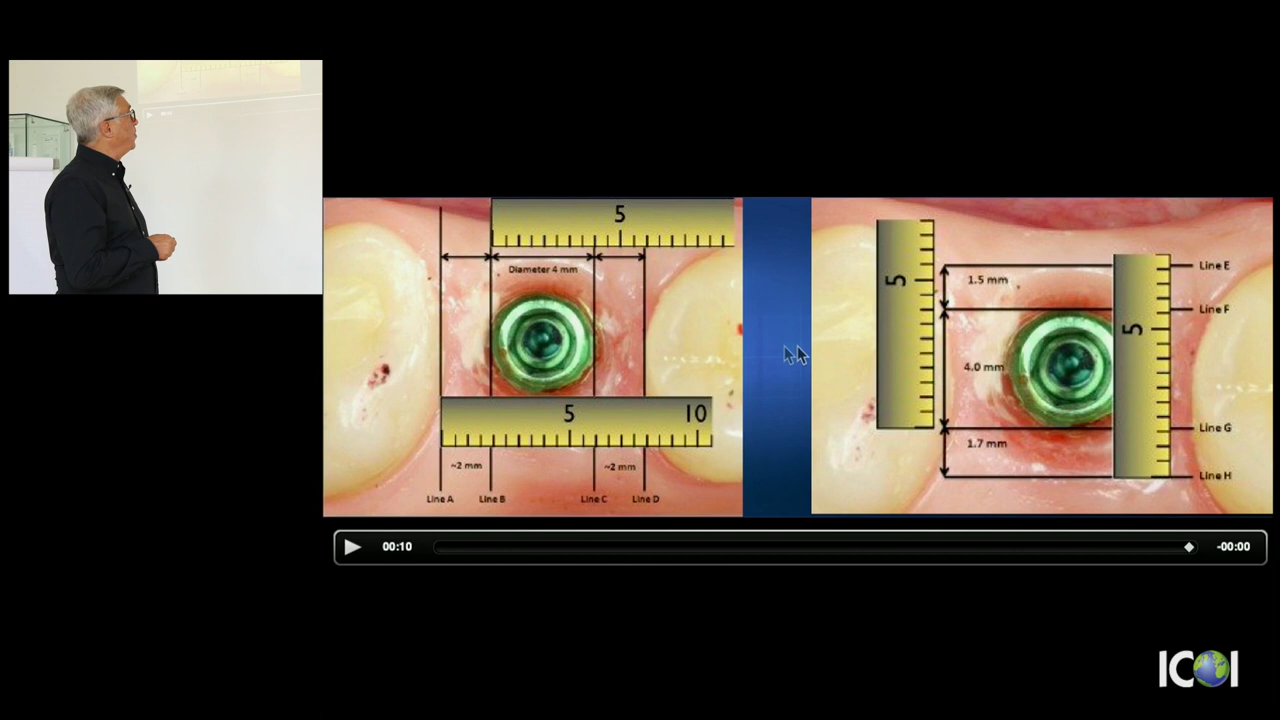 5
Diameter 4 mm
5 10
~2 mm ~2 mm
Line A Line B Line C Line D
5
1.5 mm
4.0 mm
1.7 mm
5
Line E
Line F
Line G
Line H
00:10 -00:00
ICOI